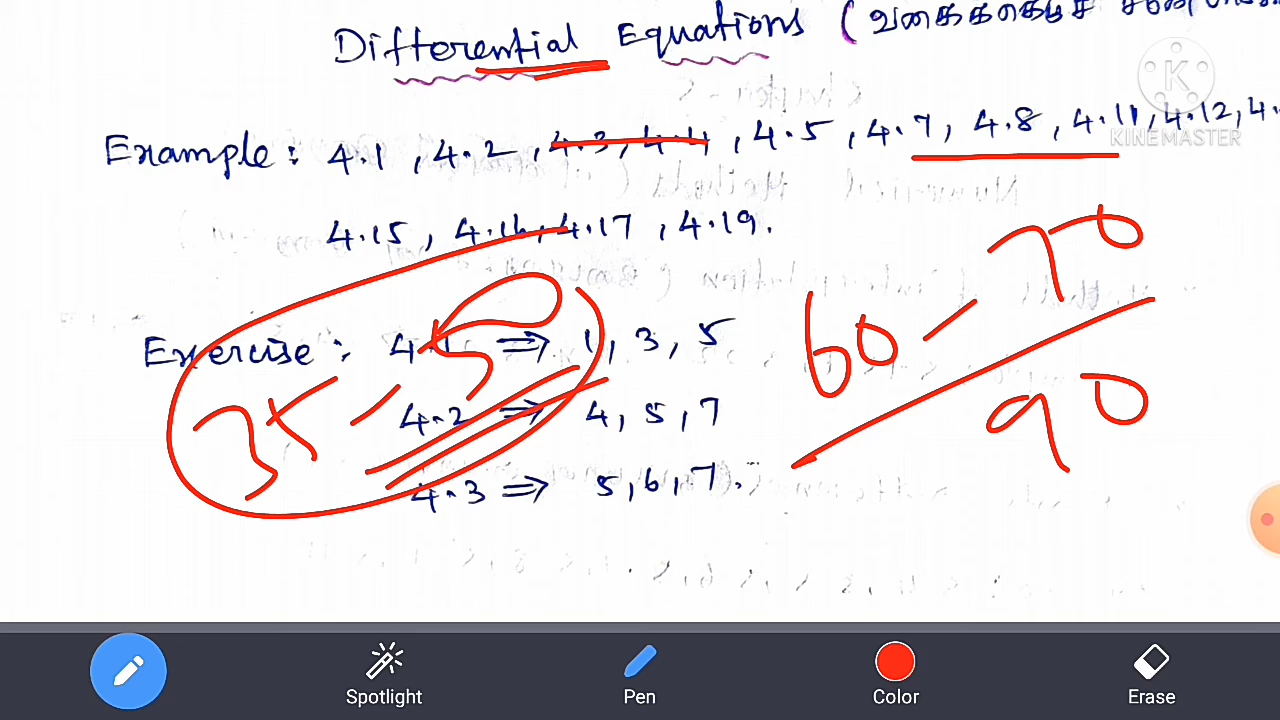 Differential Equations (
Example: 4.1, 4.2, 4.3, 4.4, 4.5, 4.7, 4.8, 4.11, 4.12, 4.
KINEMASTER
4.15, 4.16, 4.17, 4.19.
70
60 -
90
Exercise: 4.1 ⇒ 1, 3, 5
35 - 50
4.2 ⇒ 4, 5, 7
4.3 ⇒ 5, 6, 7.
Spotlight Pen Color Erase